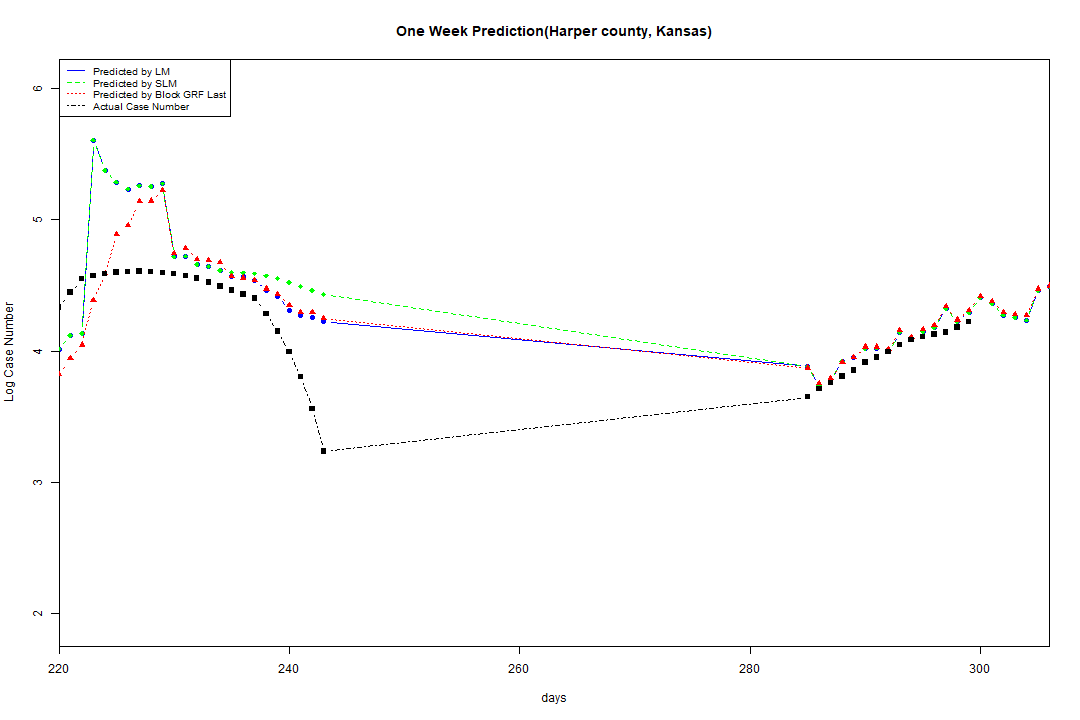 One Week Prediction(Harper county, Kansas)
Predicted by LM
Predicted by SLM
Predicted by Block GRF Last
Actual Case Number
6
5
4
3
2
Log Case Number
220
240
260
280
300
days